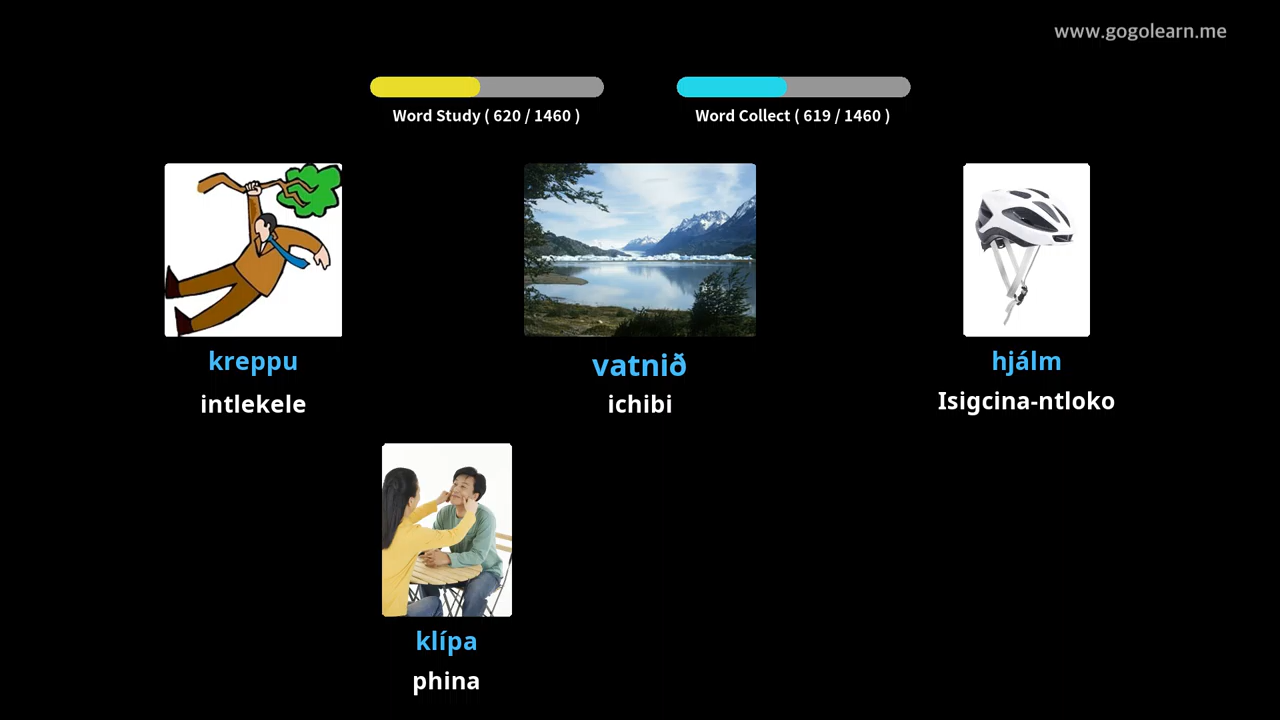 www.gogolearn.me
Word Study ( 620 / 1460 )
Word Collect ( 619 / 1460 )
kreppu
intlekele
vatnið
ichibi
hjálm
Isigcina-ntloko
klípa
phina